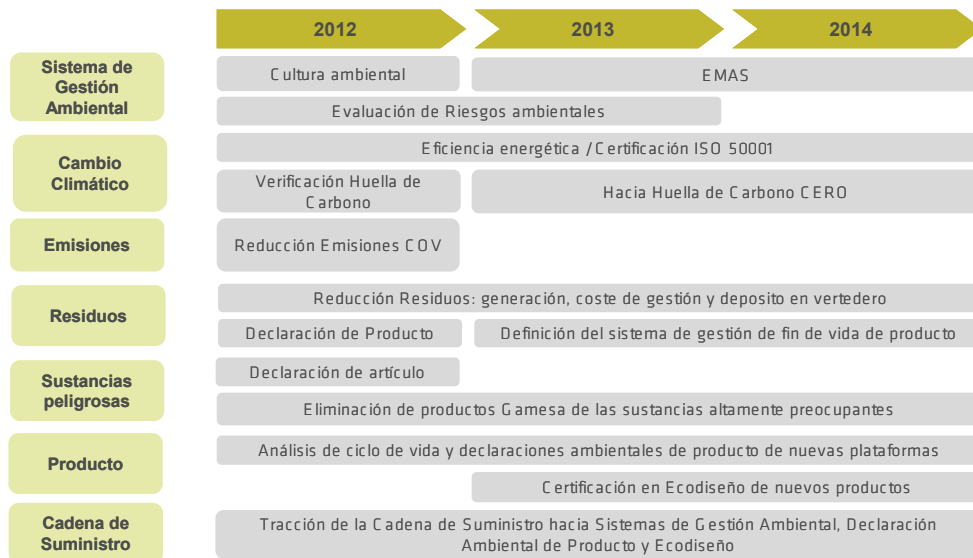 2012
2013
2014
Sistema de
Gestión
Ambiental
Cultura ambiental
EMAS
Evaluación de Riesgos ambientales
Cambio
Climático
Eficiencia energética /Certificación ISO 50001
Verificación Huella de
Carbono
Hacia Huella de Carbono CERO
Emisiones
Reducción Emisiones COV
Residuos
Reducción Residuos: generación, coste de gestión y deposito en vertedero
Declaración de Producto
Definición del sistema de gestión de fin de vida de producto
Sustancias
peligrosas
Declaración de artículo
Eliminación de productos Gamesa de las sustancias altamente preocupantes
Producto
Análisis de ciclo de vida y declaraciones ambientales de producto de nuevas plataformas
Certificación en Ecodiseño de nuevos productos
Cadena de
Suministro
Tracción de la Cadena de Suministro hacia Sistemas de Gestión Ambiental, Declaración
Ambiental de Producto y Ecodiseño